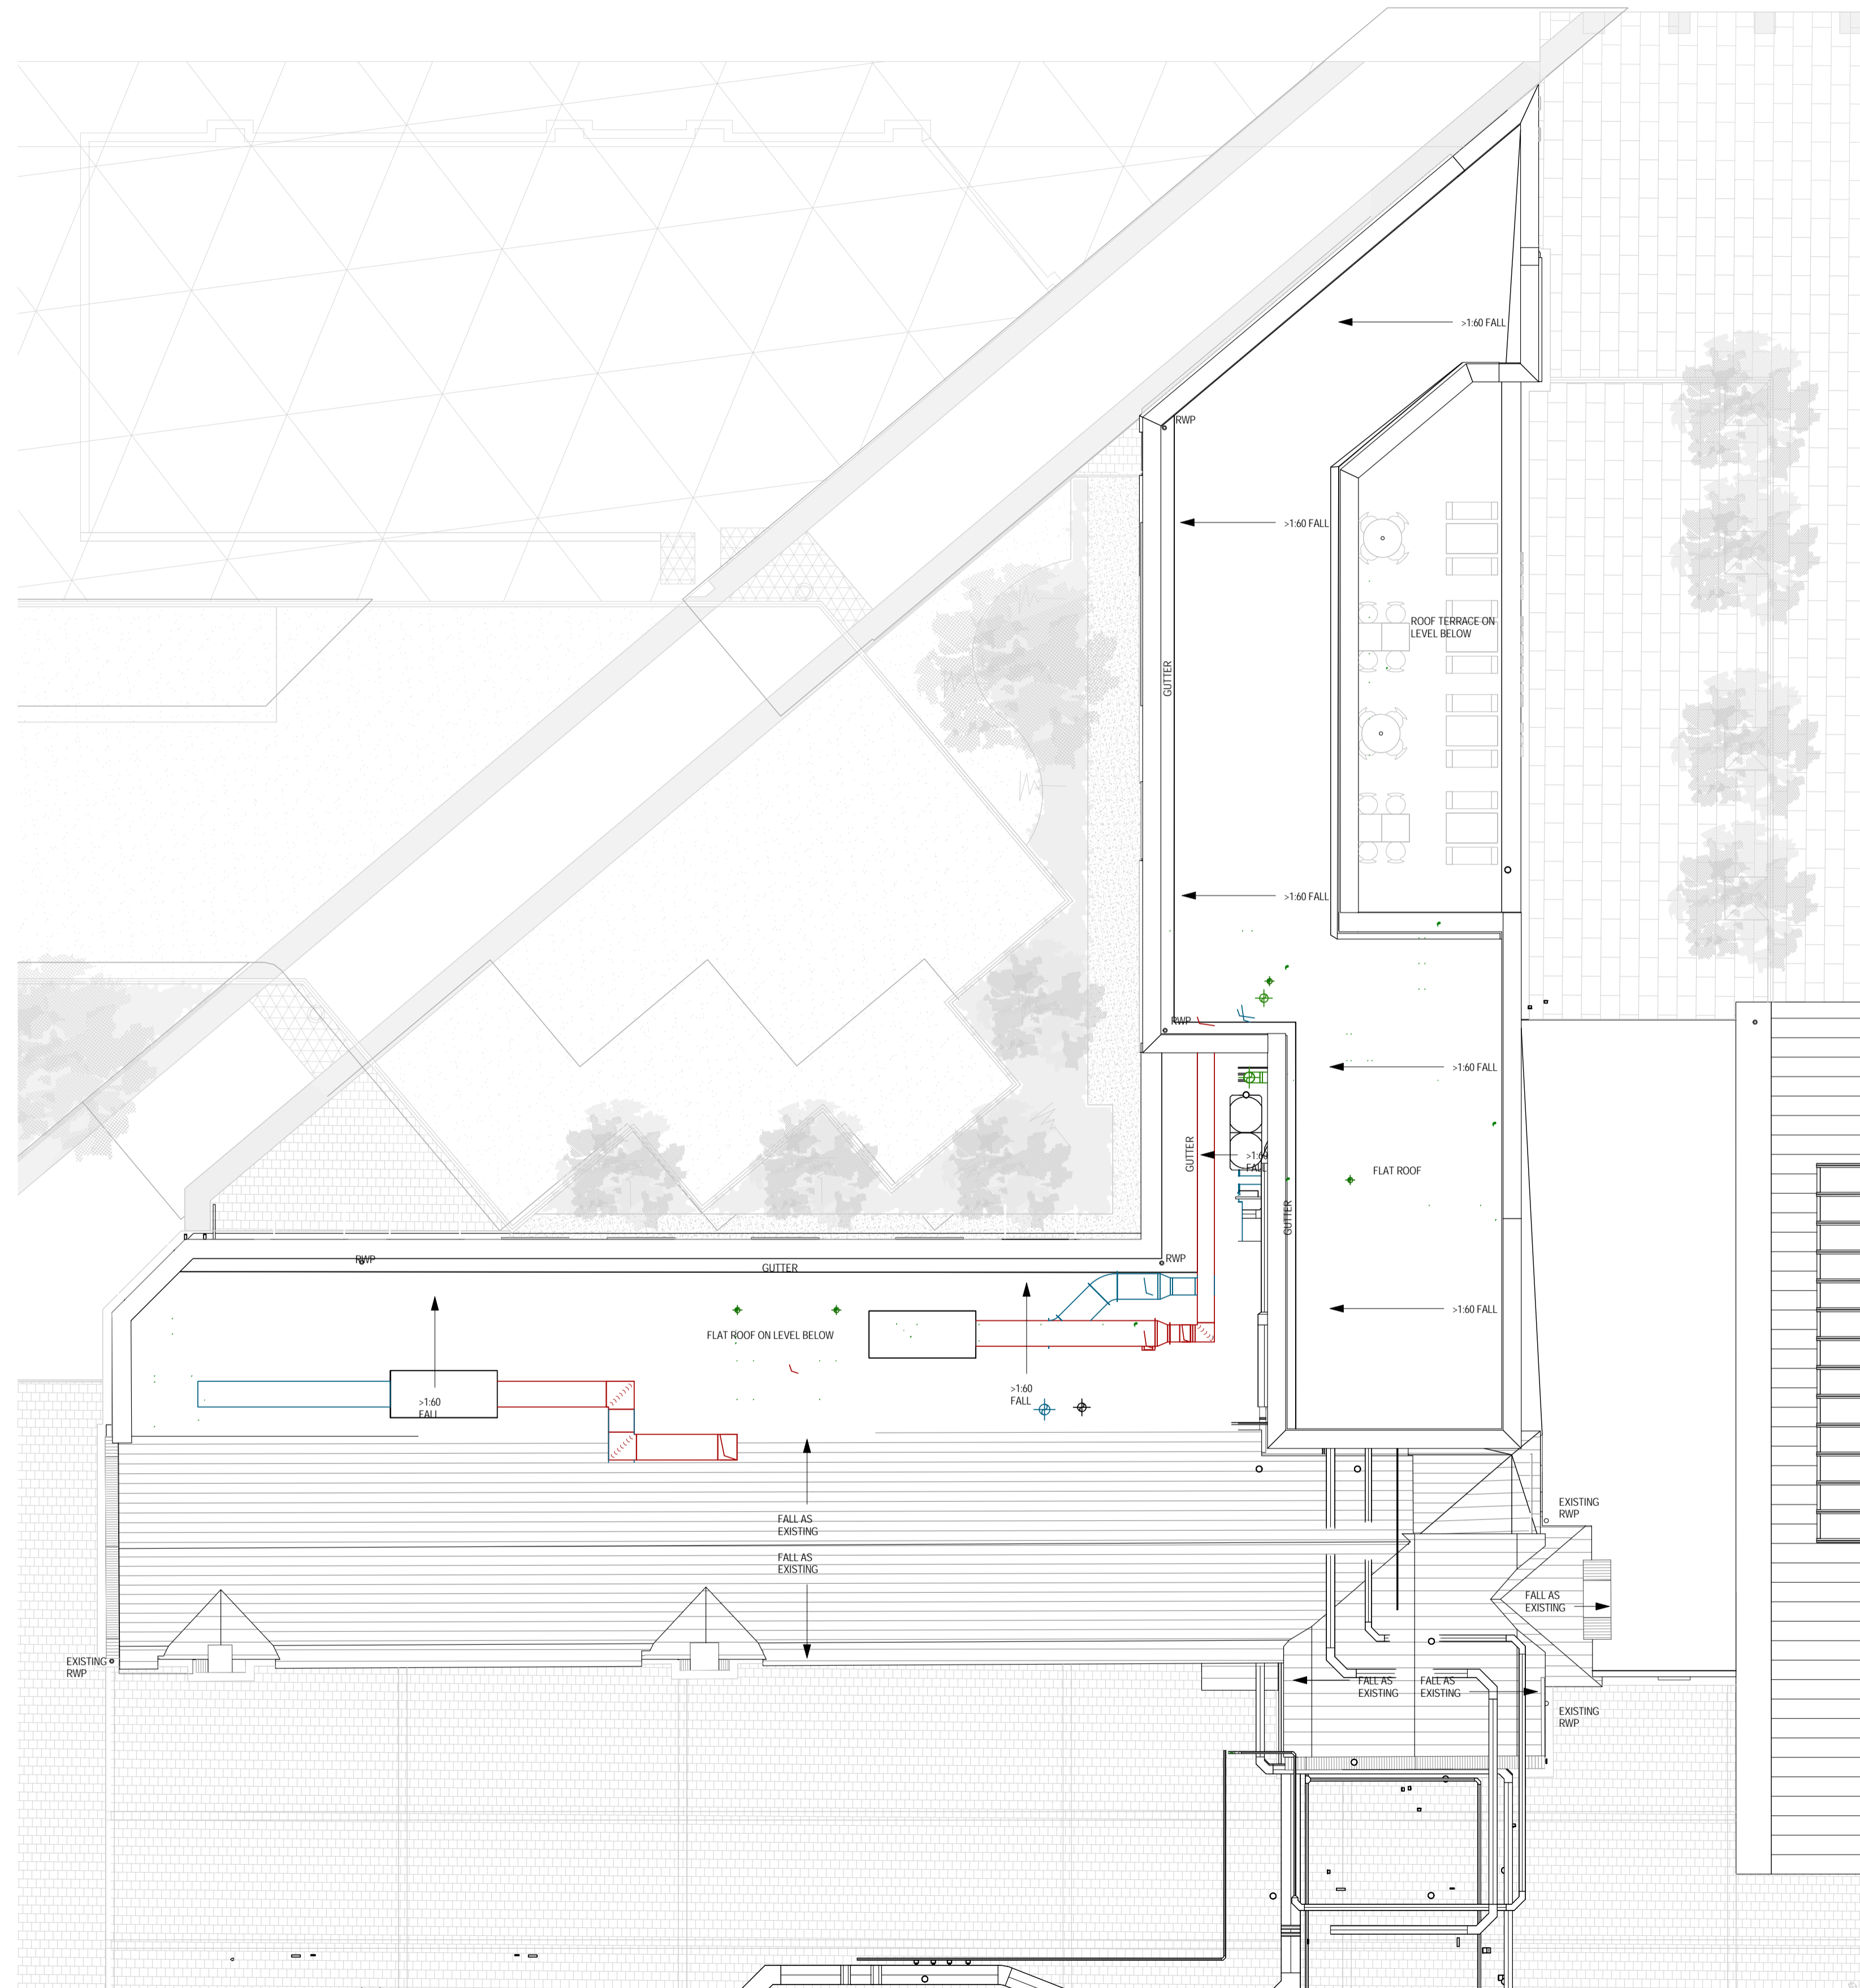 >1:60 FALL
RWP
>1:60 FALL
ROOF TERRACE ON
LEVEL BELOW
GUTTER
>1:60 FALL
RWP
>1:60 FALL
GUTTER
>1:60
FALL
FLAT ROOF
GUTTER
RWP
RWP
GUTTER
>1:60 FALL
FLAT ROOF ON LEVEL BELOW
>1:60
FALL
>1:60
FALL
EXISTING
RWP
FALL AS
EXISTING
FALL AS
EXISTING
FALL AS
EXISTING
EXISTING
RWP
FALL AS
EXISTING
FALL AS
EXISTING
EXISTING
RWP